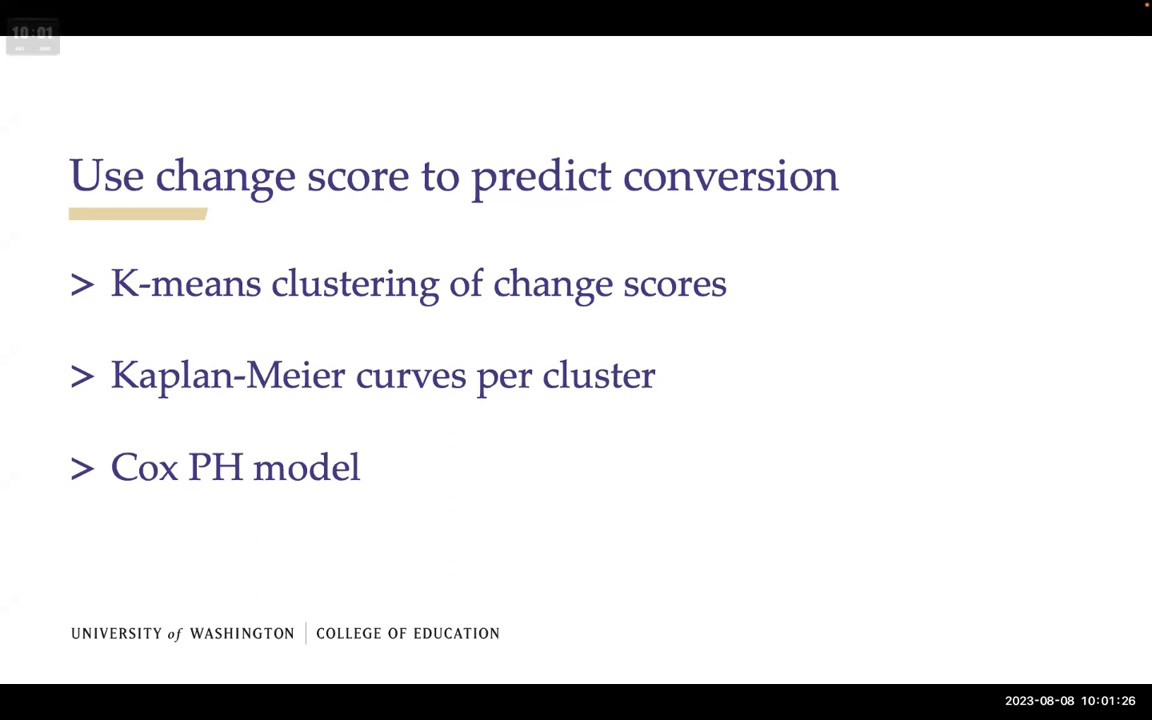 10:01
Use change score to predict conversion
> K-means clustering of change scores
> Kaplan-Meier curves per cluster
> Cox PH model
UNIVERSITY of WASHINGTON | COLLEGE OF EDUCATION
2023-08-08 10:01:26